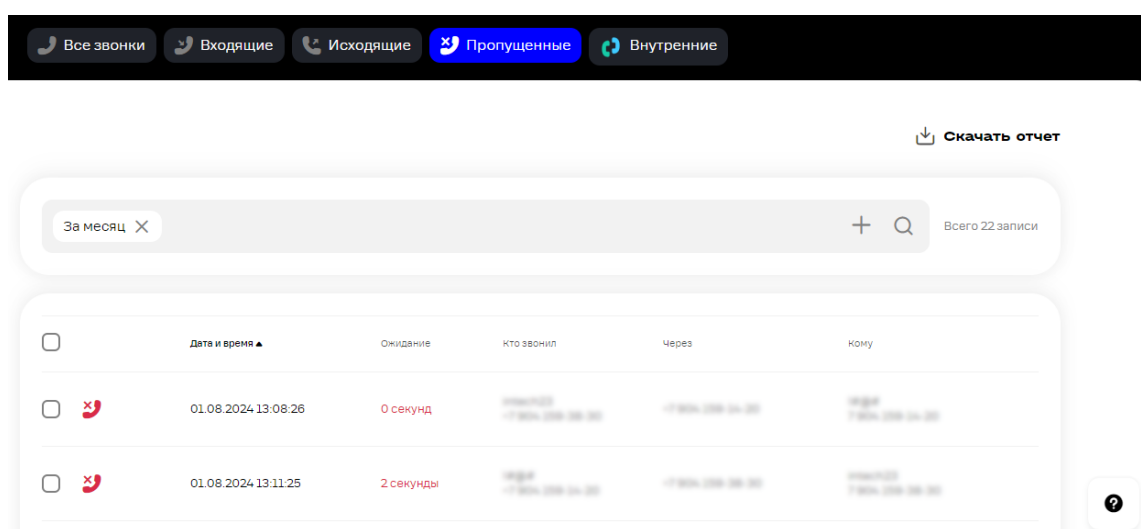 Все звонки Входящие Исходящие Пропущенные Внутренние
Скачать отчет
За месяц Всего 22 записи
Дата и время Ожидание Кто звонил Через Кому
01.08.2024 13:08:26 0 секунд
01.08.2024 13:11:25 2 секунды